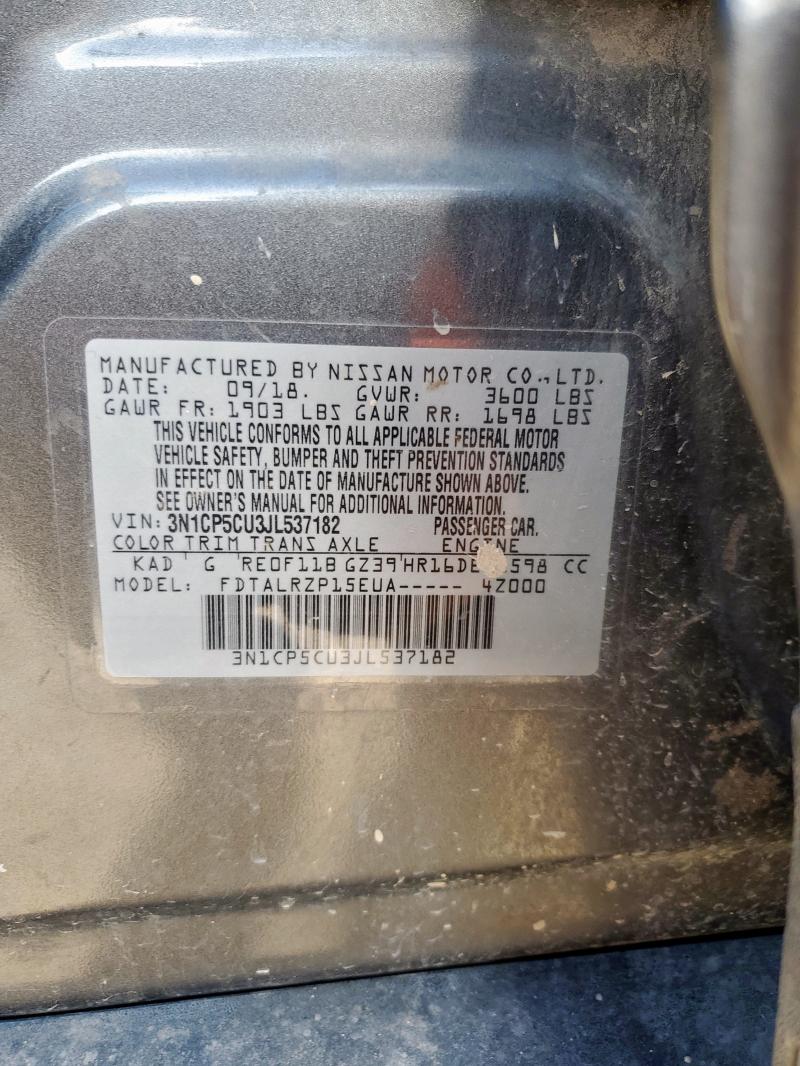 MANUFACTURED BY NISSAN MOTOR CO.,LTD.
DATE: 09/18. GVWR: 3600 LBS
GAWR FR: 1903 LBS GAWR RR: 1698 LBS
THIS VEHICLE CONFORMS TO ALL APPLICABLE FEDERAL MOTOR
VEHICLE SAFETY, BUMPER AND THEFT PREVENTION STANDARDS
IN EFFECT ON THE DATE OF MANUFACTURE SHOWN ABOVE.
SEE OWNER'S MANUAL FOR ADDITIONAL INFORMATION.
VIN: 3N1CP5CU3JL537182 PASSENGER CAR.
COLOR TRIM TRANS AXLE ENGINE
KAD G RE0F11B GZ39 CC
MODEL: FDTALRZP15EUA----- 4Z000
3N1CP5CU3JL537182